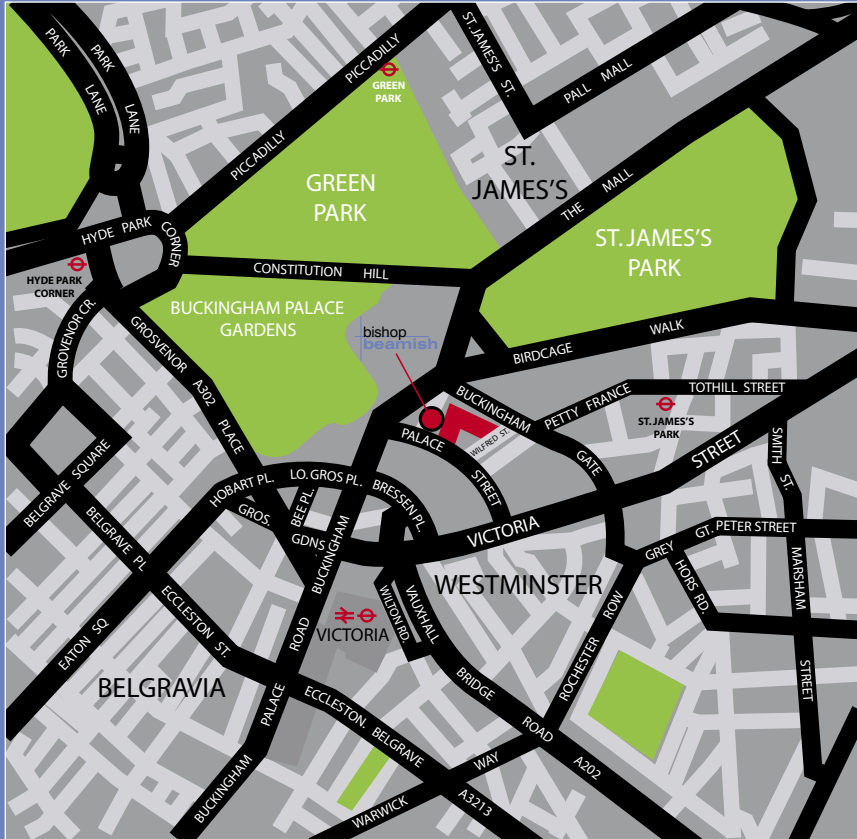 PARK
LANE
PARK
LANE
PICCADILLY
ST.JAMES'S ST.
PALL MALL
GREEN
PARK
ST.
JAMES'S
PICCADILLY
GREEN
PARK
THE MALL
HYDE PARK
CORNER
ST. JAMES'S
PARK
HYDE PARK
CORNER
CONSTITUTION HILL
BUCKINGHAM PALACE
GARDENS
GROVENOR CR.
GROSVENOR
A302
PLACE
bishop
beamish
BIRDCAGE
WALK
BUCKINGHAM
GATE
PETTY FRANCE
TOTHILL STREET
ST.JAMES'S
PARK
WILFRED ST.
PALACE
STREET
STREET
SMITH
ST.
BELGRAVE SQUARE
HOBART PL.
LO. GROS PL.
BRESSEN PL.
BEE PL.
GROS.
GDNS
VICTORIA
BELGRAVE PL
GT. PETER STREET
GREY
HORS RD.
MARSHAM
STREET
BUCKINGHAM
WESTMINSTER
WILTON RD.
VAUXHALL
ROW
ROCHESTER
VICTORIA
ECCLESTON ST.
EATON SQ
ROAD
PALACE
BELGRAVIA
BRIDGE
ROAD
A202
ECCLESTON BELGRAVE
A3213
WAY
WARWICK
BUCKINGHAM